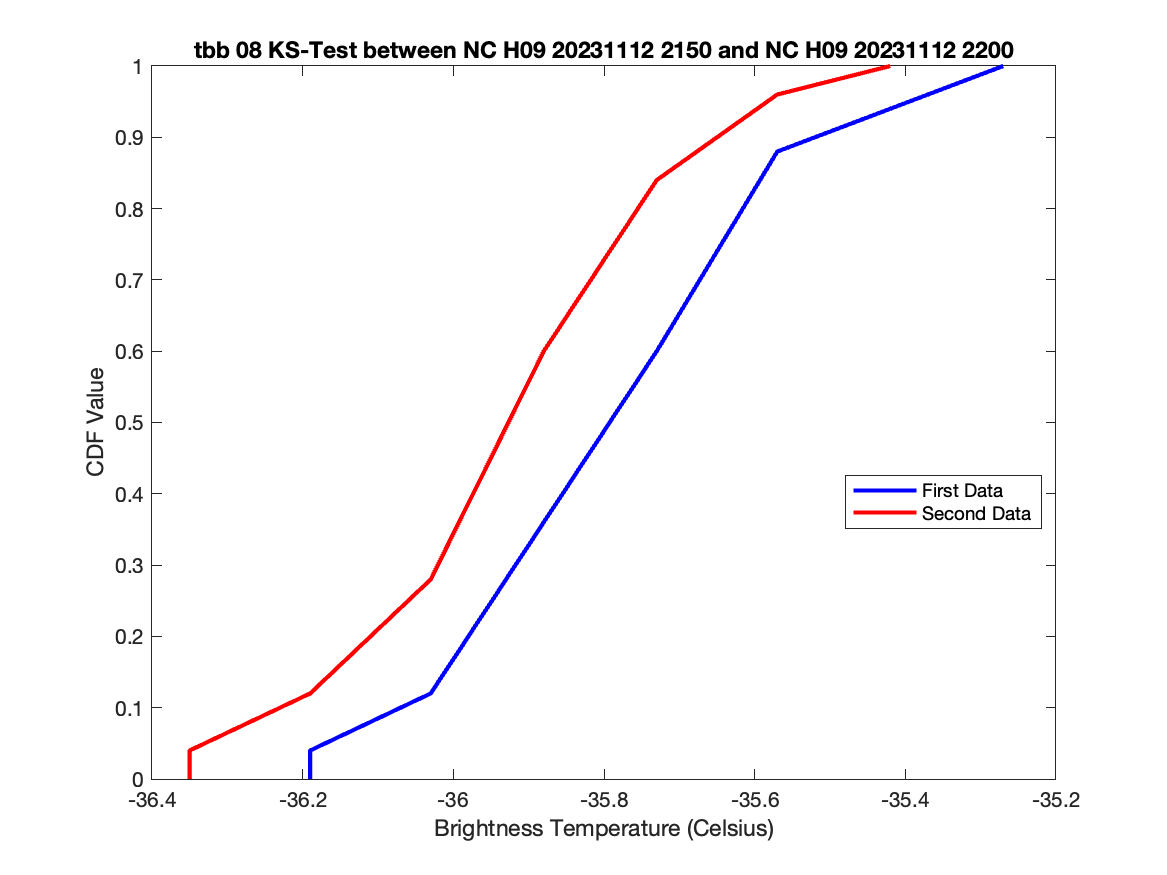 tbb 08 KS-Test between NC H09 20231112 2150 and NC H09 20231112 2200
1
0.9
0.8
0.7
0.6
0.5
0.4
0.3
0.2
0.1
0
CDF Value
First Data
Second Data
-36.4 -36.2 -36 -35.8 -35.6 -35.4 -35.2
Brightness Temperature (Celsius)